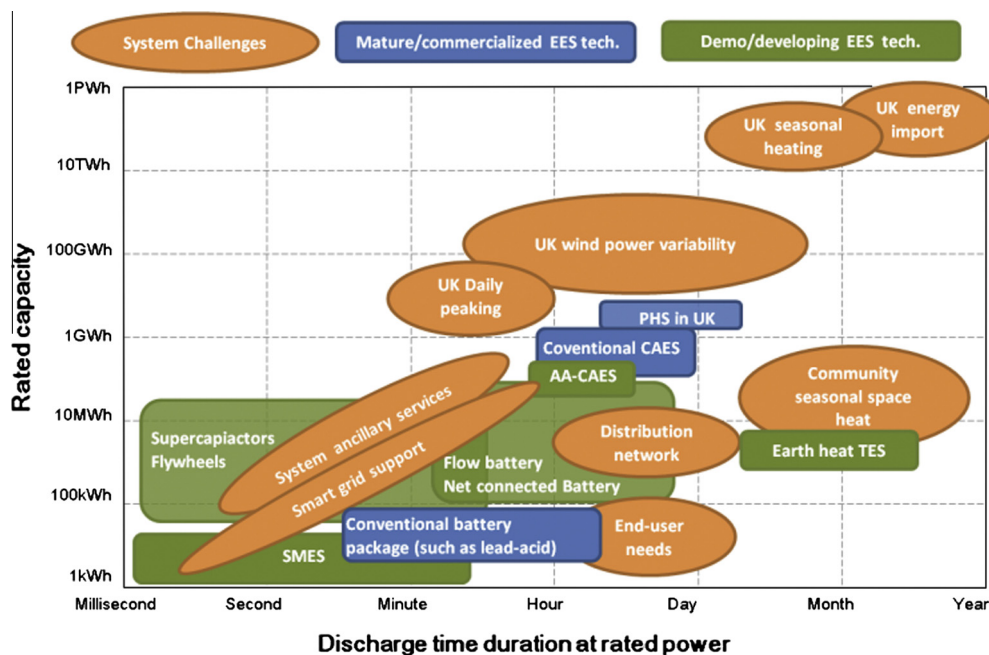 System Challenges
Mature/commercialized EES tech.
Demo/developing EES tech.
1PWh
UK energy
import
UK seasonal
heating
10TWh
UK wind power variability
100GWh
UK Daily
peaking
PHS in UK
1GWh
Coventional CAES
AA-CAES
Community
seasonal space
heat
10MWh
System ancillary services
Supercapiactors
Flywheels
Distribution
network
Earth heat TES
Smart grid support
Flow battery
Net connected Battery
100kWh
Conventional battery
package (such as lead-acid)
End-user
needs
SMES
1kWh
Rated capacity
Millisecond
Second
Minute
Hour
Day
Month
Year
Discharge time duration at rated power